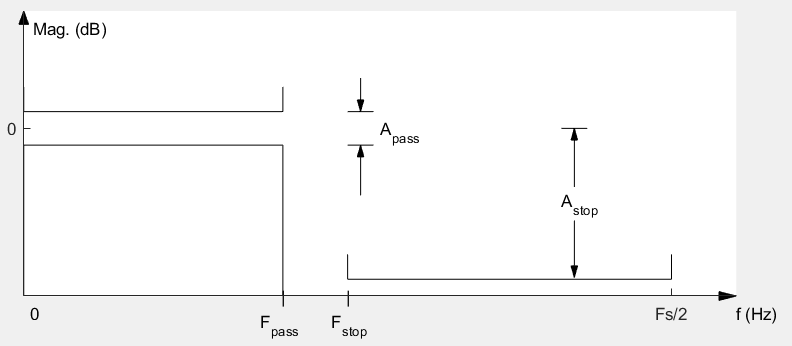 Mag. (dB)
0
A_pass
A_stop
0
F_pass
F_stop
Fs/2
f (Hz)